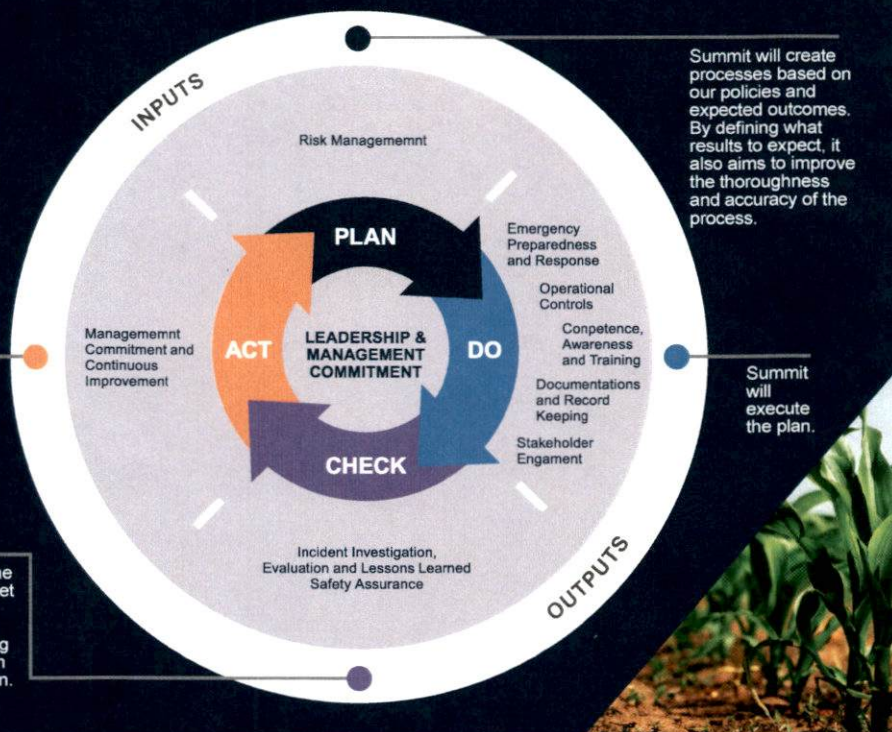 INPUTS
Summit will create
processes based on
our policies and
expected outcomes.
By defining what
results to expect, it
also aims to improve
the thoroughness
and accuracy of the
process.
Risk Managememnt
PLAN
Emergency
Preparedness
and Response
Operational
Controls
Conpetence,
Awareness
and Training
Documentations
and Record
Keeping
Stakeholder
Engament
Managememnt
Commitment and
Continuous
Improvement
ACT
LEADERSHIP &
MANAGEMENT
COMMITMENT
DO
Summit
will
execute
the plan.
CHECK
Incident Investigation,
Evaluation and Lessons Learned
Safety Assurance
OUTPUTS